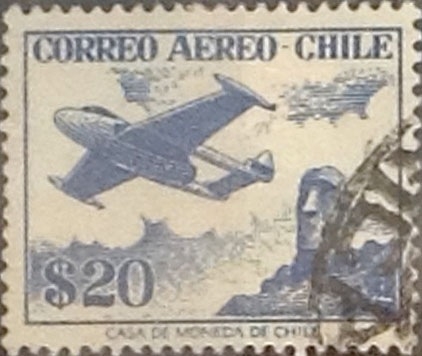 CORREO AEREO - CHILE
$20
CASA DE MONEDA DE CHILE